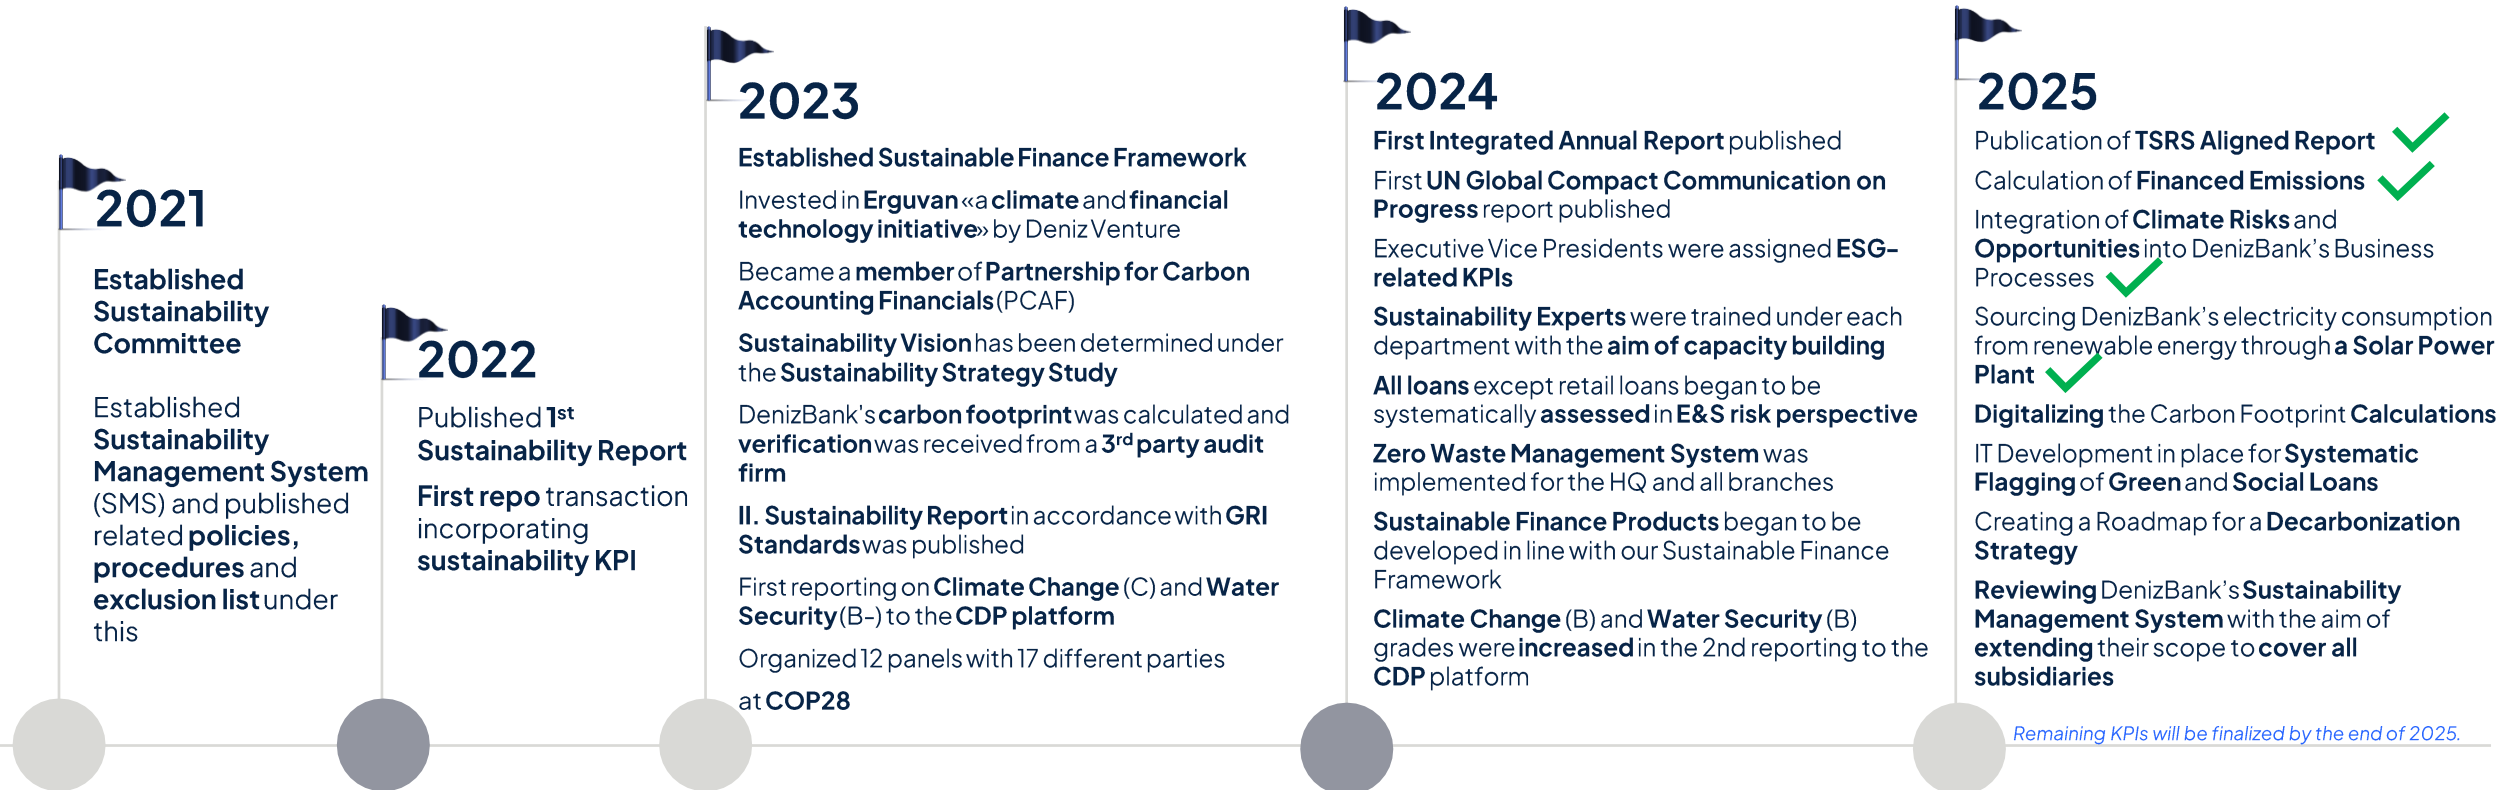 2021
Established
Sustainability
Committee
Established
Sustainability
Management System
(SMS) and published
related policies,
procedures and
exclusion list under
this
2022
Published 1st
Sustainability Report
First repo transaction
incorporating
sustainability KPI
2023
Established Sustainable Finance Framework
Invested in Erguvan «a climate and financial
technology initiative» by Deniz Venture
Became a member of Partnership for Carbon
Accounting Financials (PCAF)
Sustainability Vision has been determined under
the Sustainability Strategy Study
DenizBank's carbon footprint was calculated and
verification was received from a 3rd party audit
firm
II. Sustainability Report in accordance with GRI
Standards was published
First reporting on Climate Change (C) and Water
Security (B-) to the CDP platform
Organized 12 panels with 17 different parties
at COP28
2024
First Integrated Annual Report published
First UN Global Compact Communication on
Progress report published
Executive Vice Presidents were assigned ESG-
related KPIs
Sustainability Experts were trained under each
department with the aim of capacity building
All loans except retail loans began to be
systematically assessed in E&S risk perspective
Zero Waste Management System was
implemented for the HQ and all branches
Sustainable Finance Products began to be
developed in line with our Sustainable Finance
Framework
Climate Change (B) and Water Security (B)
grades were increased in the 2nd reporting to the
CDP platform
2025
Publication of TSRS Aligned Report
Calculation of Financed Emissions
Integration of Climate Risks and
Opportunities into DenizBank's Business
Processes
Sourcing DenizBank's electricity consumption
from renewable energy through a Solar Power
Plant
Digitalizing the Carbon Footprint Calculations
IT Development in place for Systematic
Flagging of Green and Social Loans
Creating a Roadmap for a Decarbonization
Strategy
Reviewing DenizBank's Sustainability
Management System with the aim of
extending their scope to cover all
subsidiaries
Remaining KPIs will be finalized by the end of 2025.